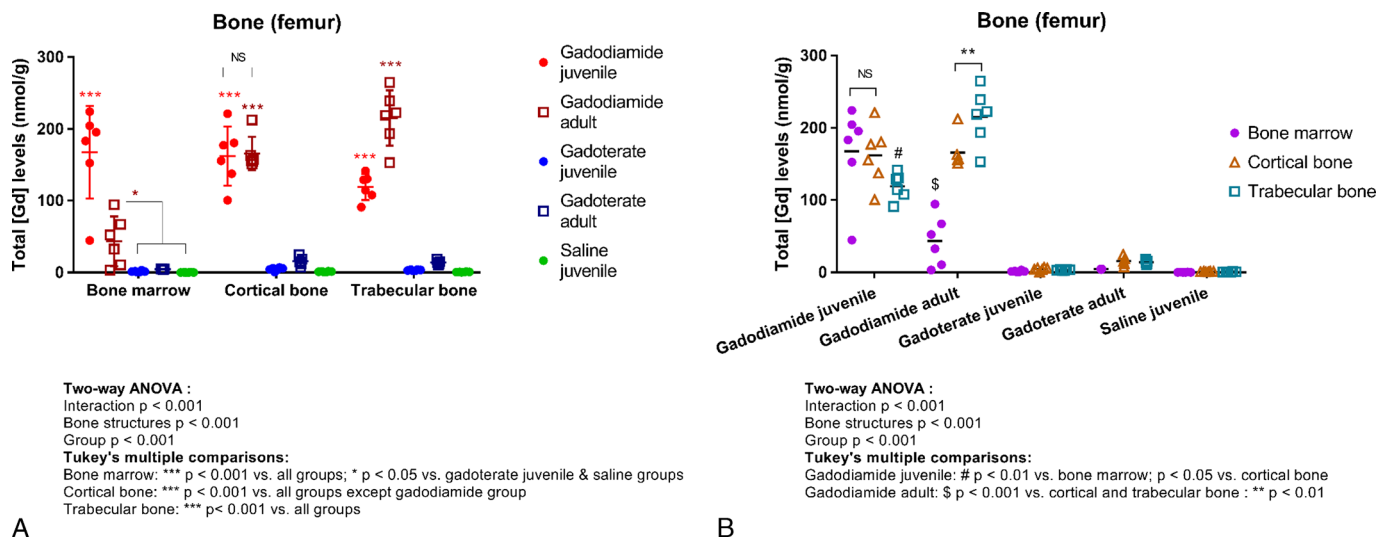 Bone (femur)
Total [Gd] levels (nmol/g)
300
200
100
0
***
*
NS
***
***
***
***
Bone marrow
Cortical bone
Trabecular bone
Gadodiamide
juvenile
Gadodiamide
adult
Gadoterate
juvenile
Gadoterate
adult
Saline
juvenile
Two-way ANOVA :
Interaction p < 0.001
Bone structures p < 0.001
Group p < 0.001
Tukey's multiple comparisons:
Bone marrow: *** p < 0.001 vs. all groups; * p < 0.05 vs. gadoterate juvenile & saline groups
Cortical bone: *** p < 0.001 vs. all groups except gadodiamide group
Trabecular bone: *** p< 0.001 vs. all groups
A
Bone (femur)
Total [Gd] levels (nmol/g)
300
200
100
0
NS
#
$
**
Gadodiamide juvenile
Gadodiamide adult
Gadoterate juvenile
Gadoterate adult
Saline juvenile
Bone marrow
Cortical bone
Trabecular bone
Two-way ANOVA :
Interaction p < 0.001
Bone structures p < 0.001
Group p < 0.001
Tukey's multiple comparisons:
Gadodiamide juvenile: # p < 0.01 vs. bone marrow; p < 0.05 vs. cortical bone
Gadodiamide adult: $ p < 0.001 vs. cortical and trabecular bone : ** p < 0.01
B